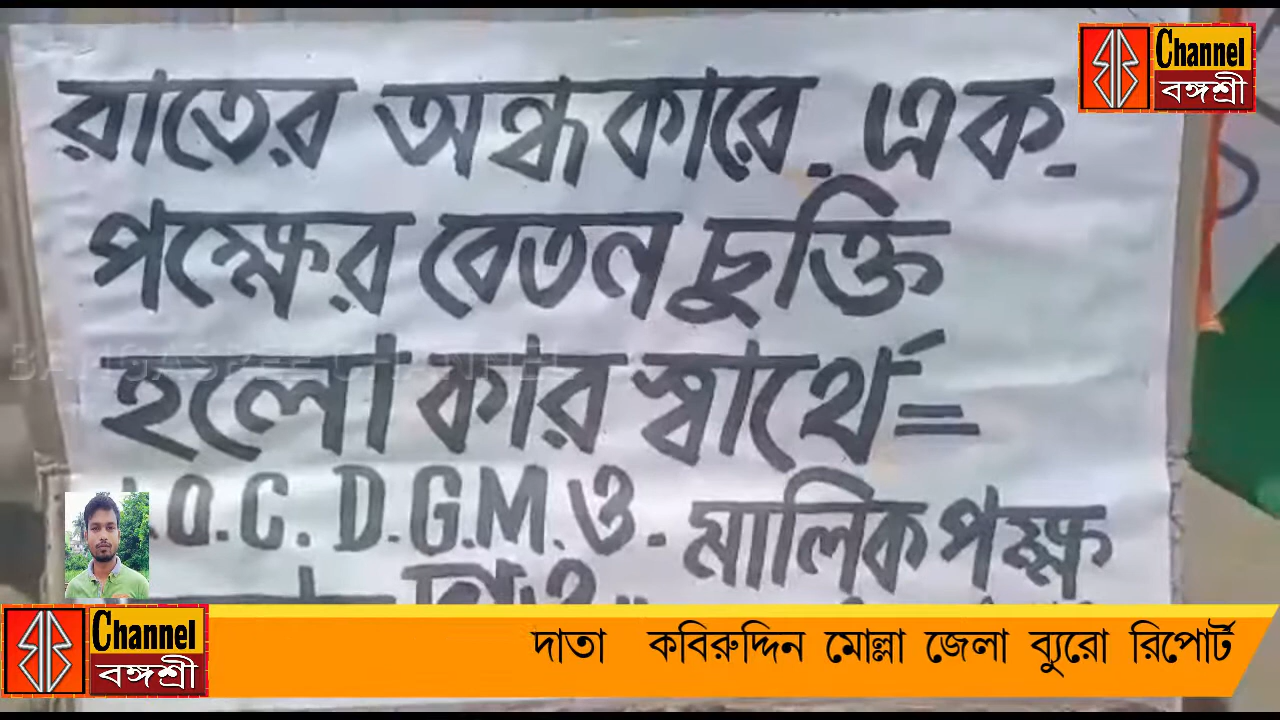 Channel
বঙ্গশ্রী
রাতের অন্ধকারে - এক -
পক্ষের বেতন চুক্তি
হলো কার স্বার্থে =
O.C. D.G.M. ও - মালিক পক্ষ
Channel
বঙ্গশ্রী
দাতা কবিরুদ্দিন মোল্লা জেলা ব্যুরো রিপোর্ট